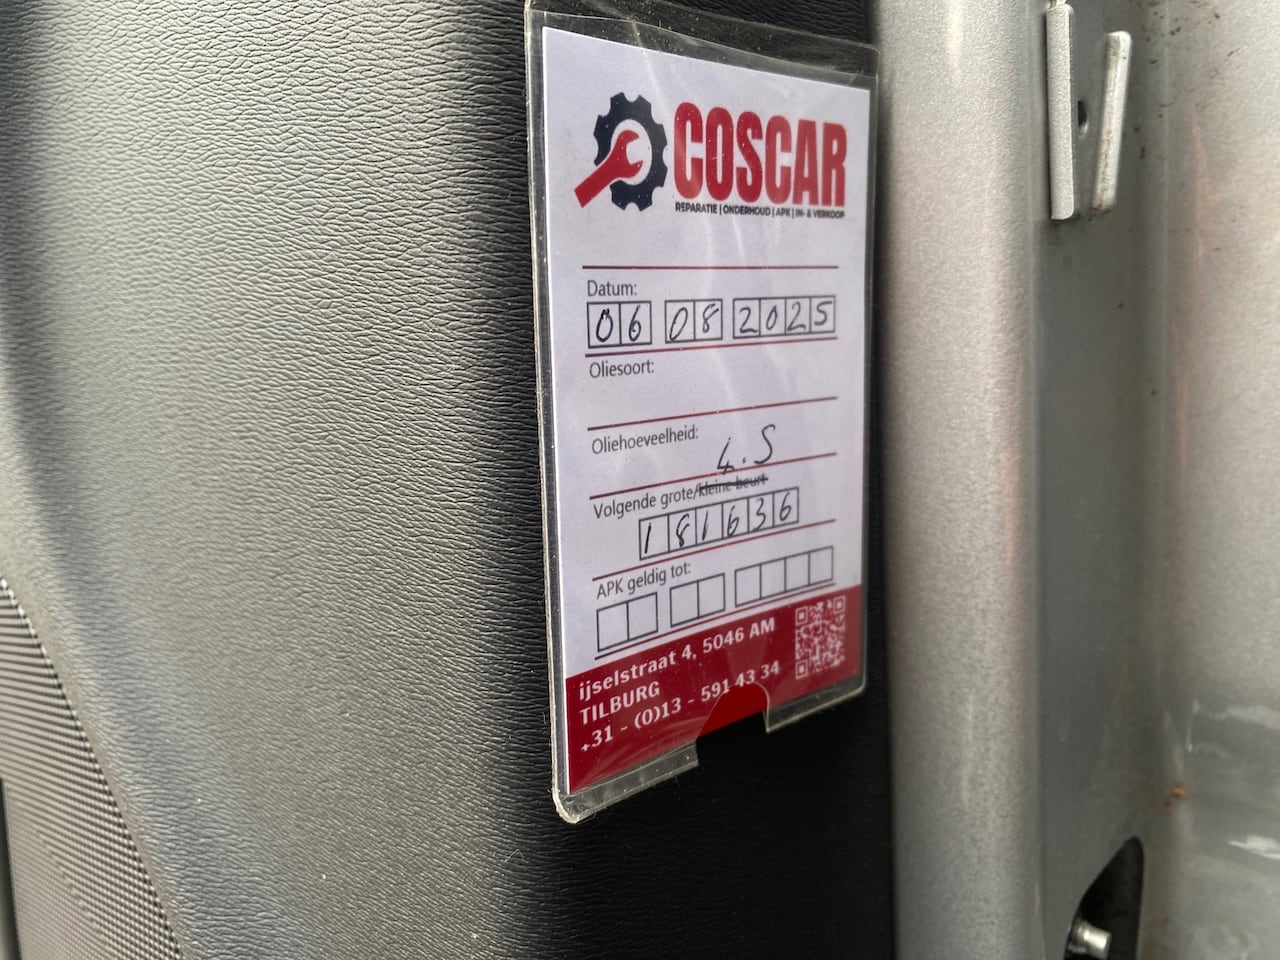 COSCAR
REPARATIE | ONDERHOUD | APK | IN- & VERKOOP
Datum:
06 08 2025
Oliesoort:
Oliehoeveelheid:
4.5
Volgende grote/kleine beurt
181636
APK geldig tot:
ijselstraat 4, 5046 AM
TILBURG
+31 - (0)13 - 591 43 34